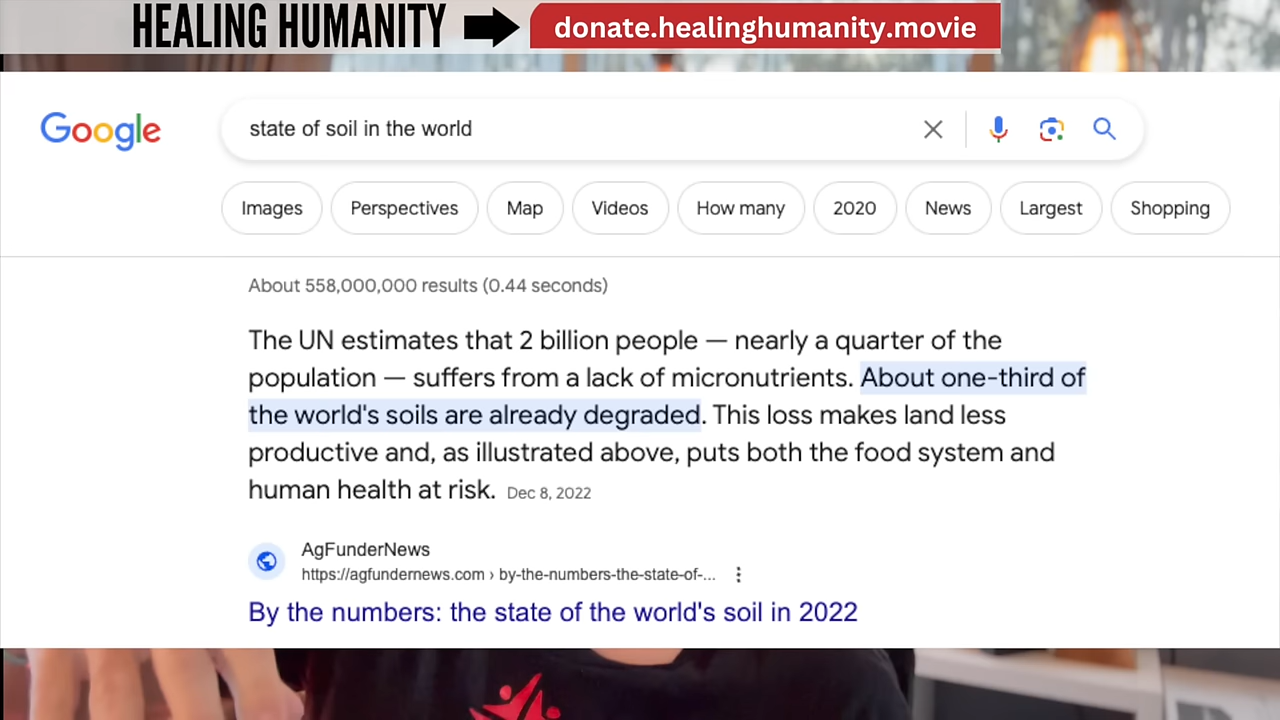 HEALING HUMANITY donate.healinghumanity.movie
Google state of soil in the world
Images Perspectives Map Videos How many 2020 News Largest Shopping
About 558,000,000 results (0.44 seconds)
The UN estimates that 2 billion people — nearly a quarter of the
population — suffers from a lack of micronutrients. About one-third of
the world's soils are already degraded. This loss makes land less
productive and, as illustrated above, puts both the food system and
human health at risk. Dec 8, 2022
AgFunderNews
https://agfundernews.com › by-the-numbers-the-state-of-...
By the numbers: the state of the world's soil in 2022